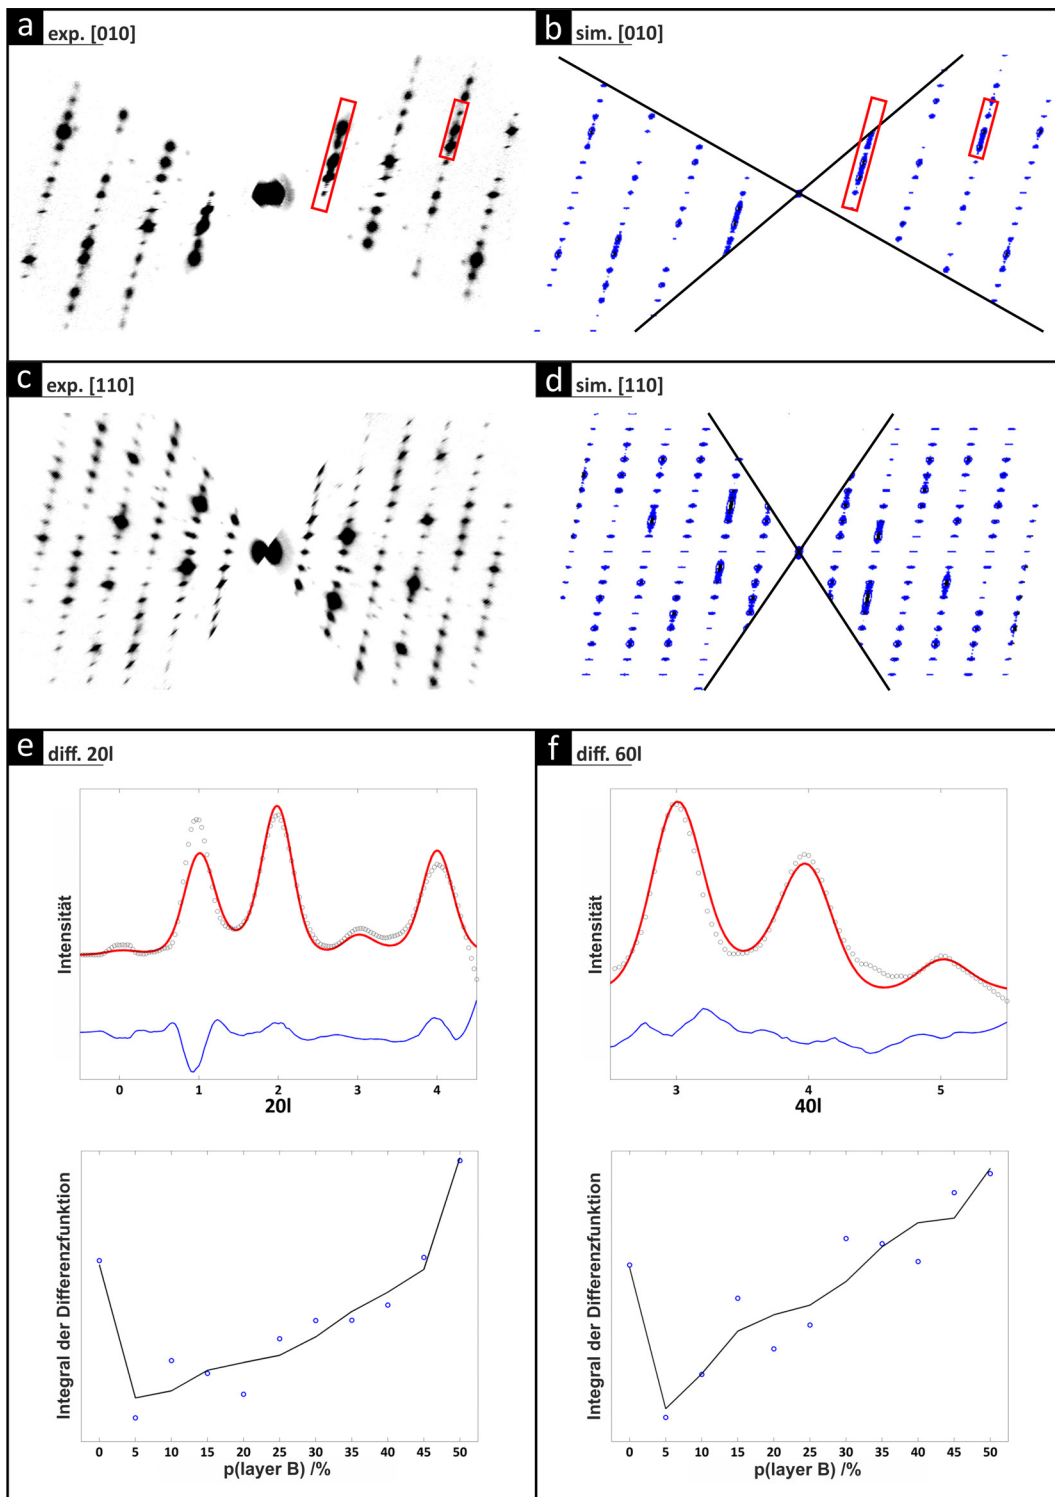 a exp. [010]
b sim. [010]
c exp. [110]
d sim. [110]
e diff. 20l
Intensität
0 1 2 3 4
20l
Integral der Differenzfunktion
0 5 10 15 20 25 30 35 40 45 50
p(layer B) /%
f diff. 60l
Intensität
3 4 5
40l
Integral der Differenzfunktion
0 5 10 15 20 25 30 35 40 45 50
p(layer B) /%